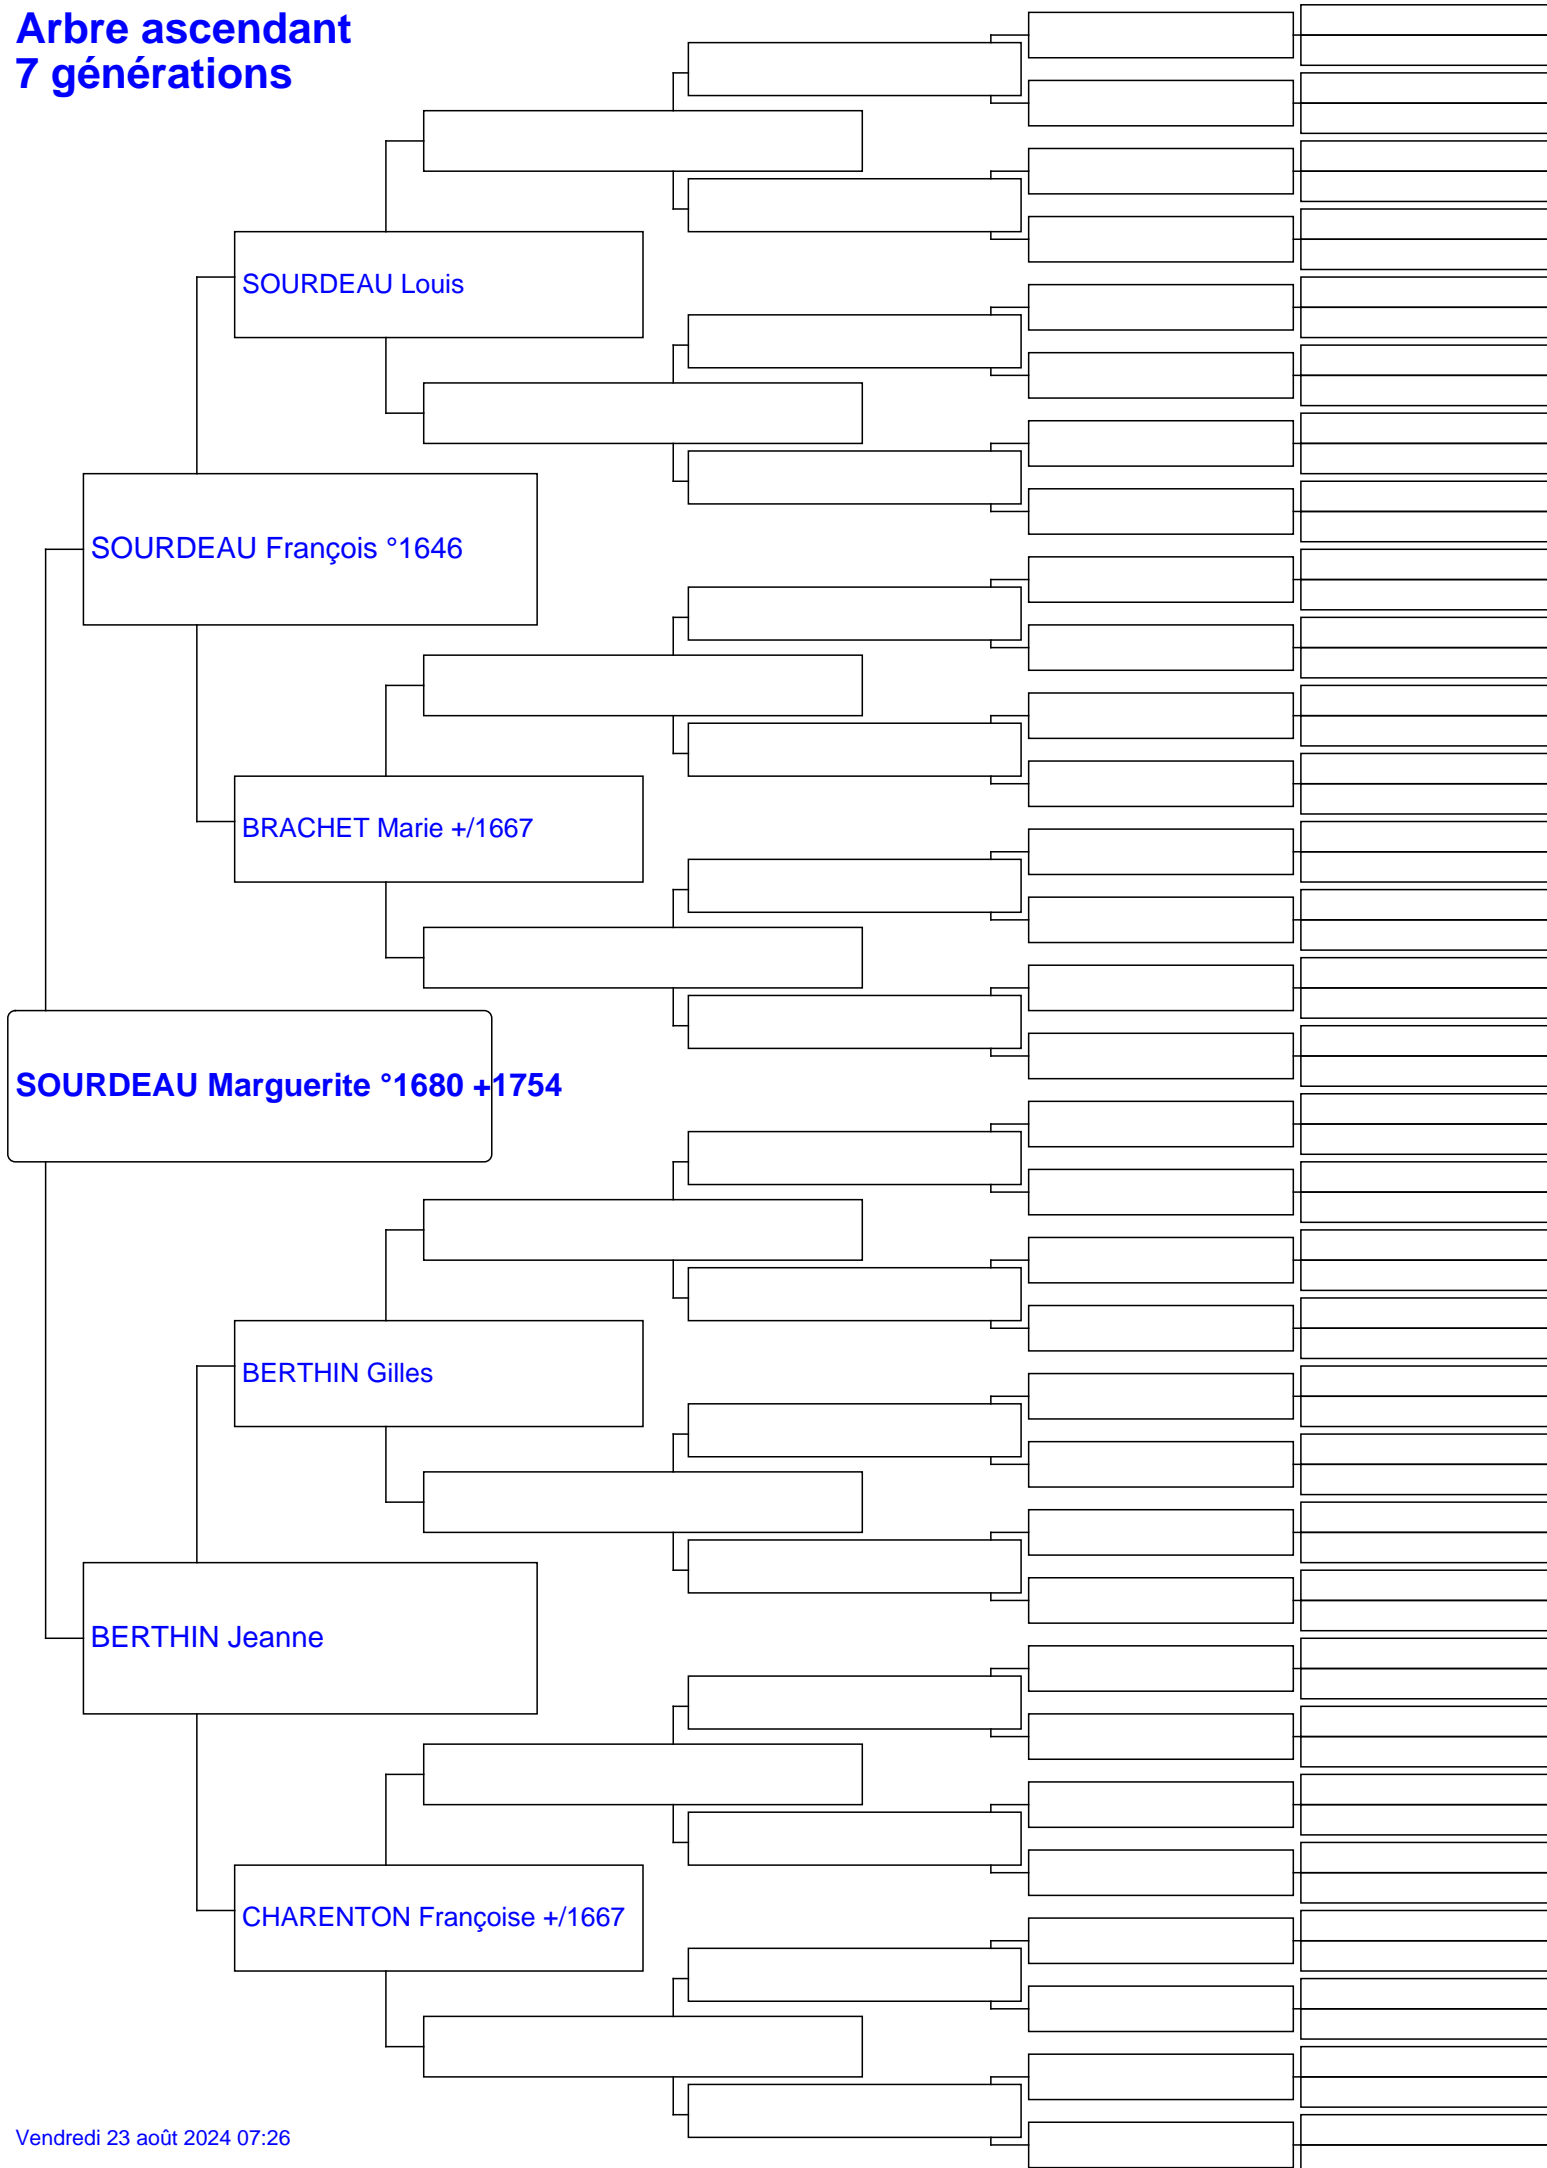 Arbre ascendant
7 générations
SOURDEAU Louis
SOURDEAU François °1646
BRACHET Marie +/1667
SOURDEAU Marguerite °1680 +1754
BERTHIN Gilles
BERTHIN Jeanne
CHARENTON Françoise +/1667
Vendredi 23 août 2024 07:26